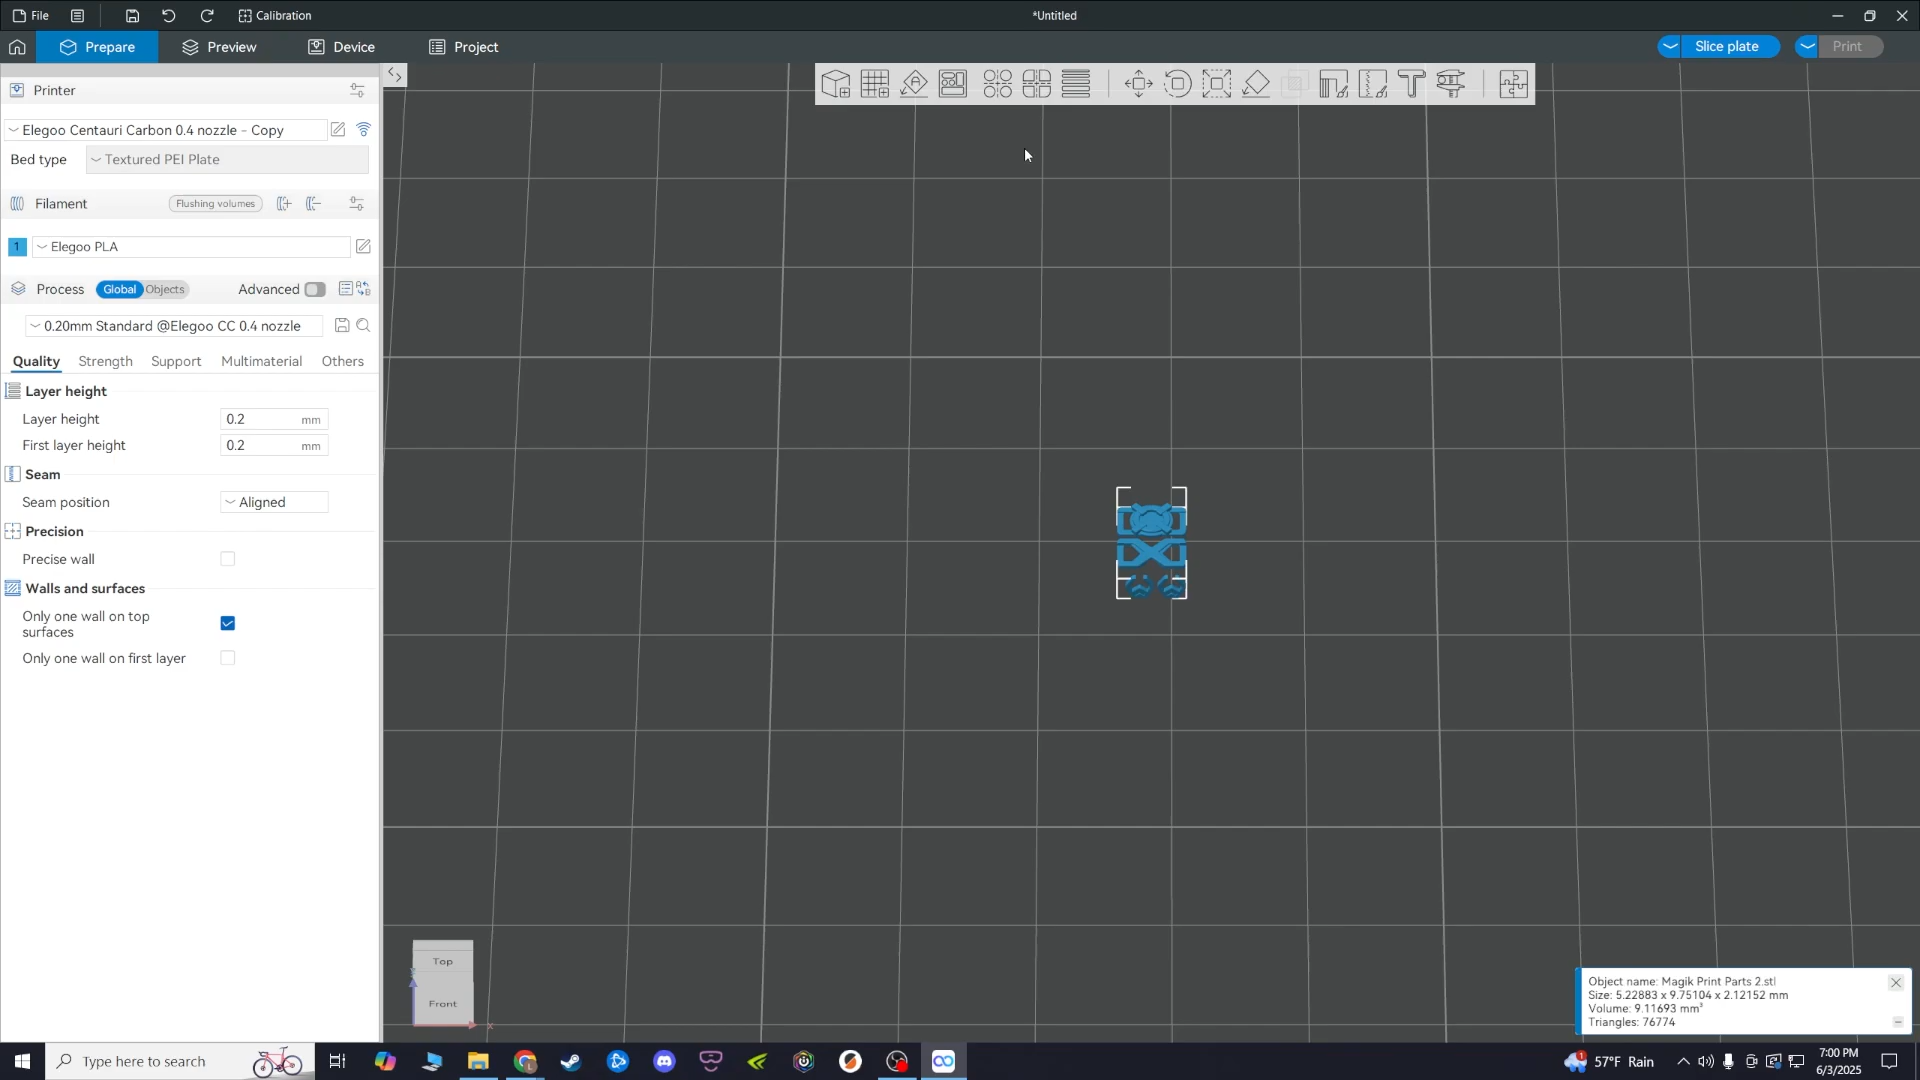 File
Calibration
*Untitled
Prepare
Preview
Device
Project
Slice plate
Print
Printer
Elegoo Centauri Carbon 0.4 nozzle - Copy
Bed type
Textured PEI Plate
Filament
Flushing volumes
1
Elegoo PLA
Process
Global
Objects
Advanced
0.20mm Standard @Elegoo CC 0.4 nozzle
Quality
Strength
Support
Multimaterial
Others
Layer height
Layer height
0.2
mm
First layer height
0.2
mm
Seam
Seam position
Aligned
Precision
Precise wall
Walls and surfaces
Only one wall on top
surfaces
Only one wall on first layer
Top
Front
x
Object name: Magik Print Parts 2.stl
Size: 5.22883 x 9.75104 x 2.12152 mm
Volume: 9.11693 mm³
Triangles: 76774
Type here to search
57°F Rain
7:00 PM
6/3/2025